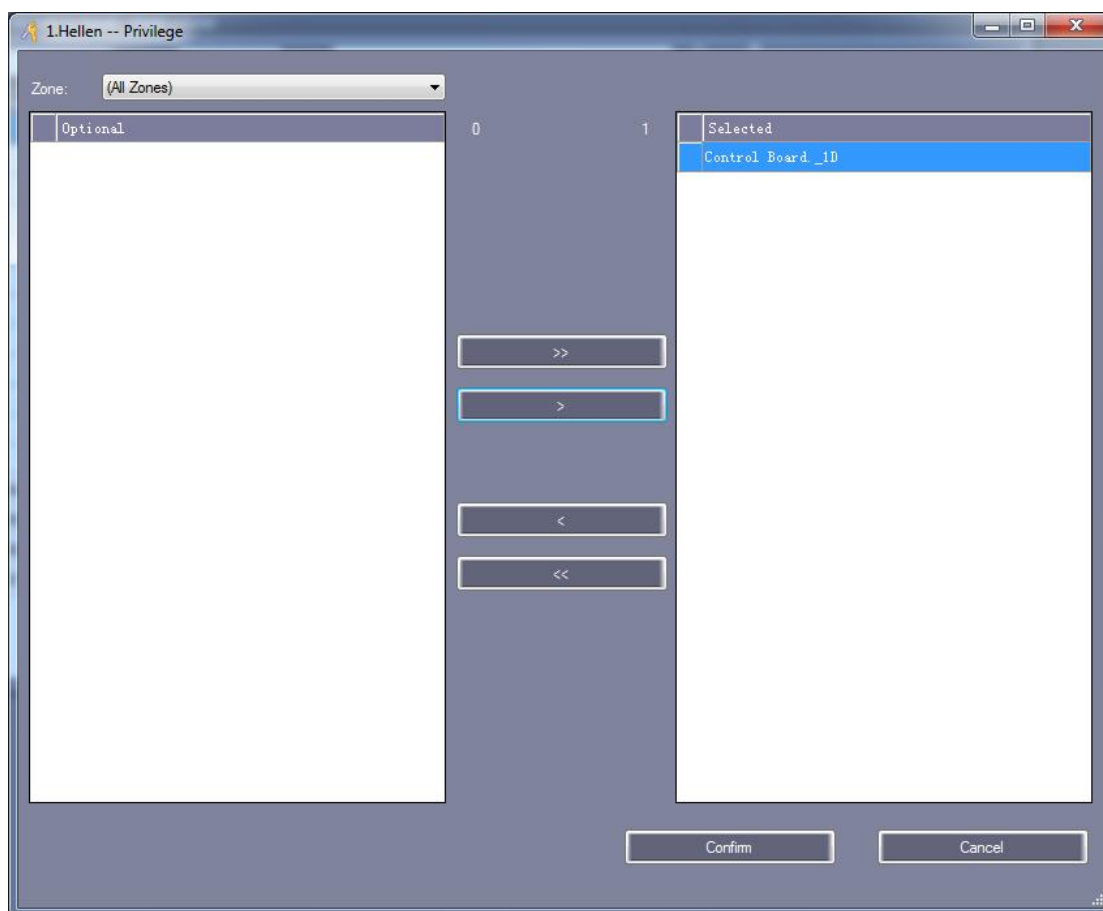 1.Hellen -- Privilege
Zone: (All Zones)
Optional
0 1
Selected
Control Board._1D
>>
>
<
<<
Confirm Cancel